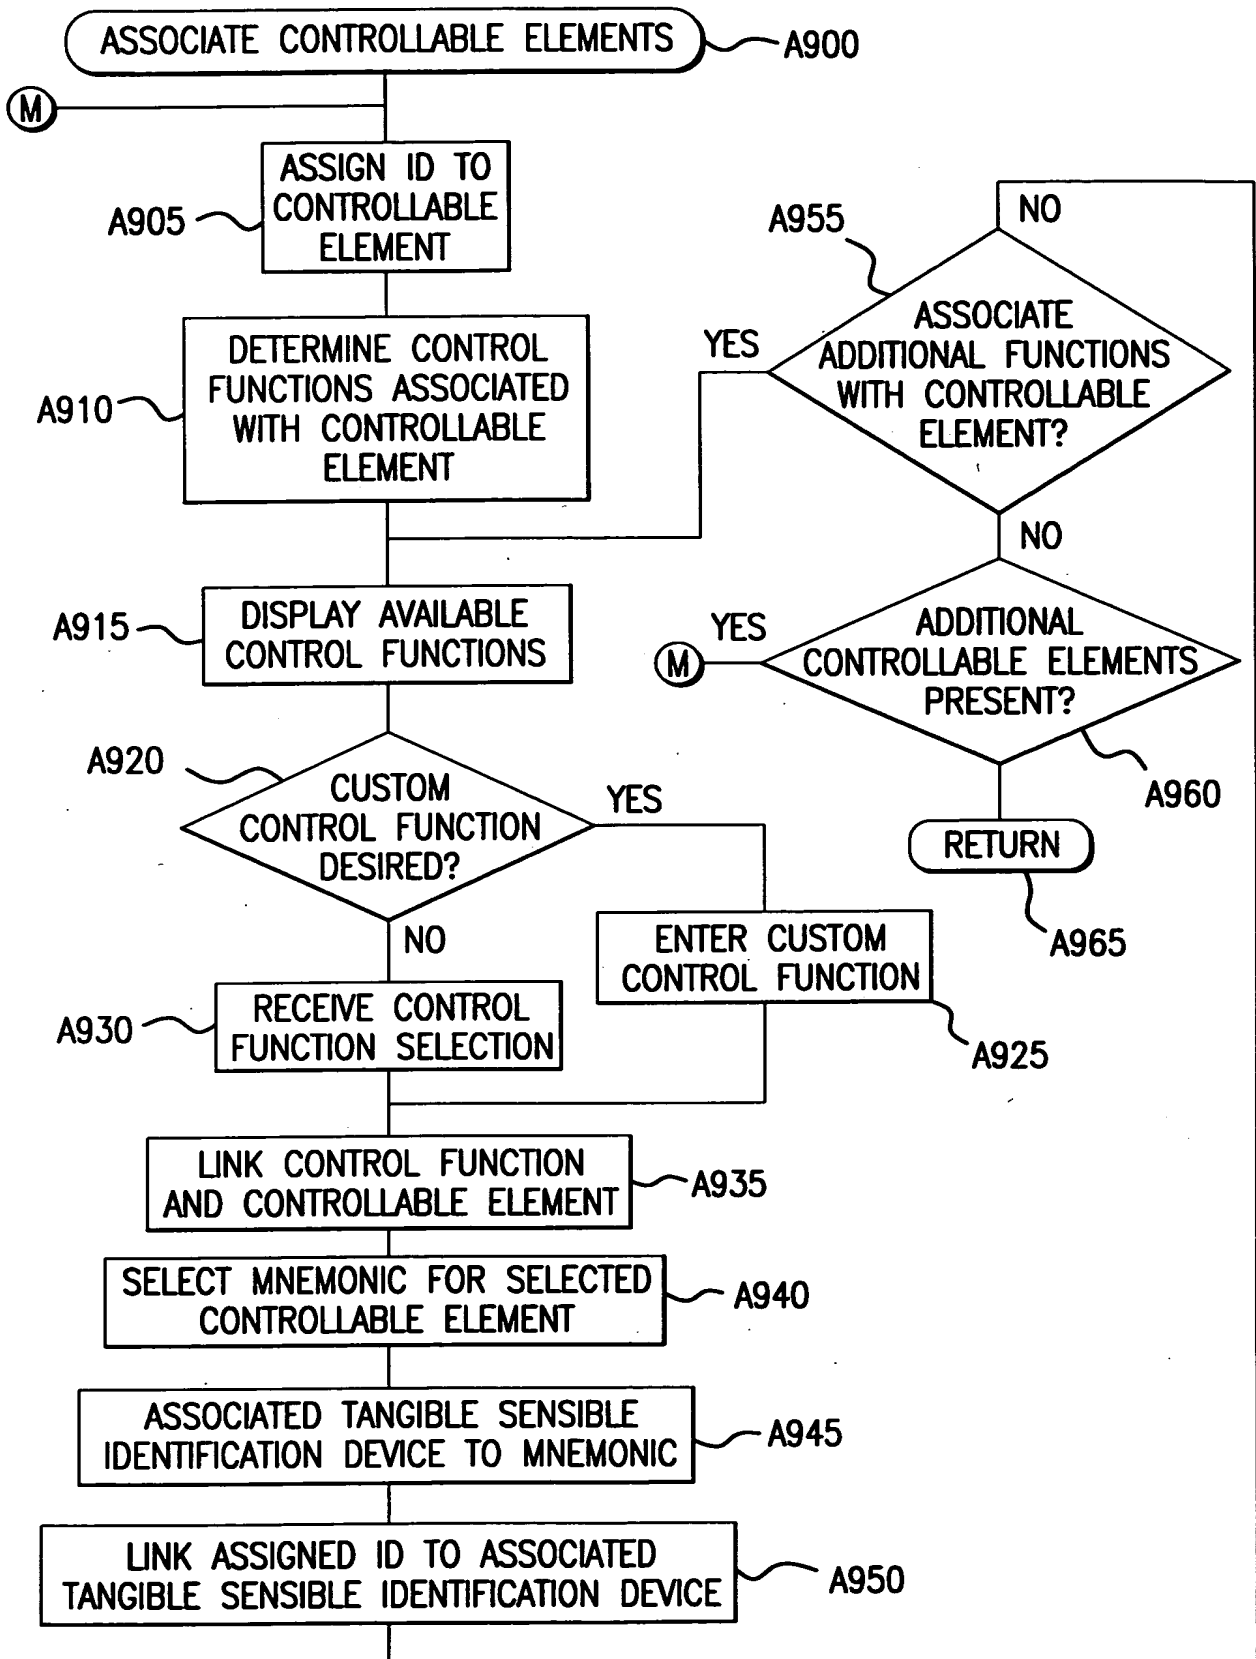 ASSOCIATE CONTROLLABLE ELEMENTS
A900
M
ASSIGN ID TO
CONTROLLABLE
ELEMENT
A905
DETERMINE CONTROL
FUNCTIONS ASSOCIATED
WITH CONTROLLABLE
ELEMENT
A910
DISPLAY AVAILABLE
CONTROL FUNCTIONS
A915
CUSTOM
CONTROL FUNCTION
DESIRED?
A920
YES
NO
ENTER CUSTOM
CONTROL FUNCTION
A925
RECEIVE CONTROL
FUNCTION SELECTION
A930
LINK CONTROL FUNCTION
AND CONTROLLABLE ELEMENT
A935
SELECT MNEMONIC FOR SELECTED
CONTROLLABLE ELEMENT
A940
ASSOCIATED TANGIBLE SENSIBLE
IDENTIFICATION DEVICE TO MNEMONIC
A945
LINK ASSIGNED ID TO ASSOCIATED
TANGIBLE SENSIBLE IDENTIFICATION DEVICE
A950
NO
A955
ASSOCIATE
ADDITIONAL FUNCTIONS
WITH CONTROLLABLE
ELEMENT?
YES
NO
ADDITIONAL
CONTROLLABLE ELEMENTS
PRESENT?
YES
M
A960
RETURN
A965